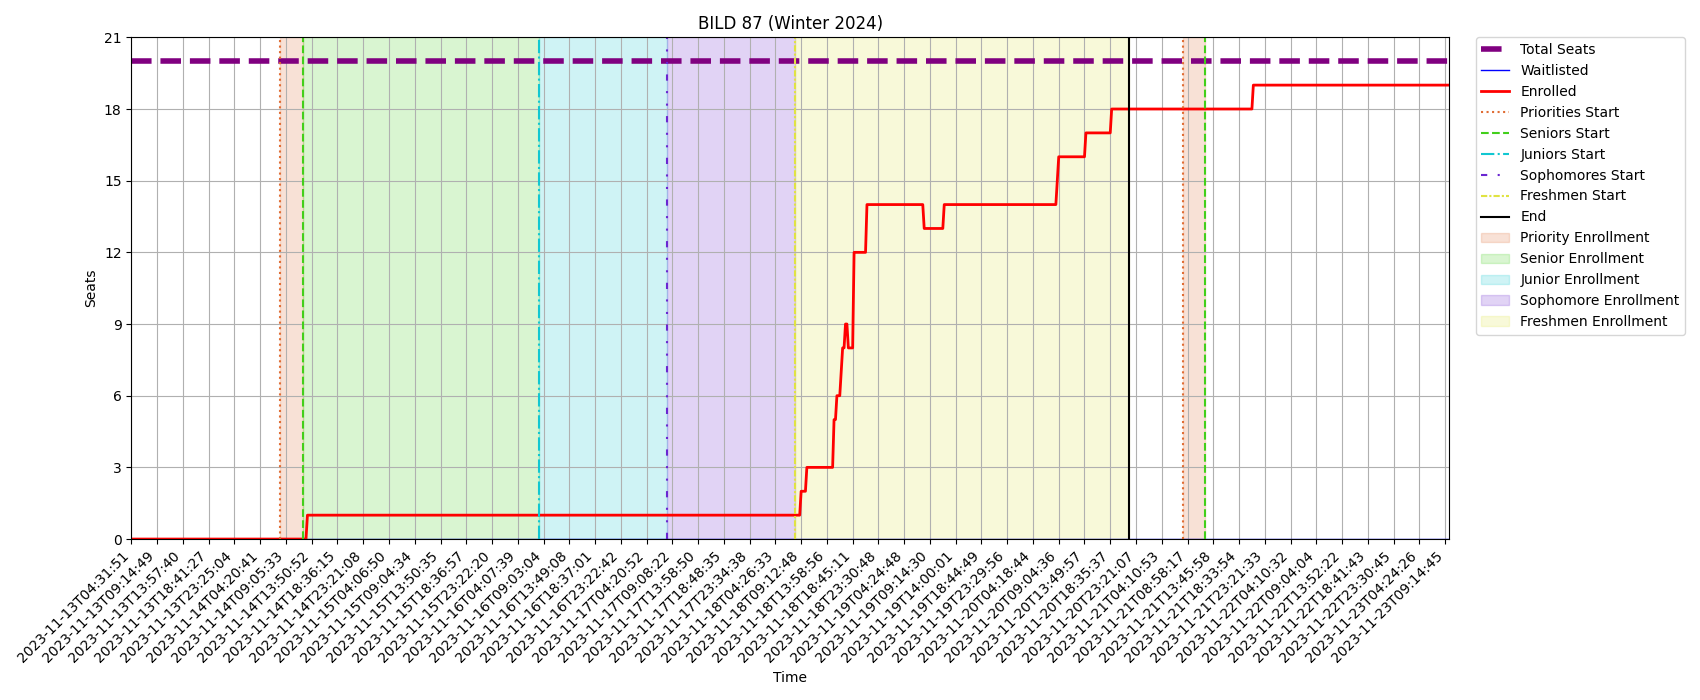 BILD 87 (Winter 2024)
Seats
21
18
15
12
9
6
3
0
2023-11-13T04:31:51
2023-11-13T09:14:49
2023-11-13T13:57:40
2023-11-13T18:41:27
2023-11-13T23:25:04
2023-11-14T04:20:41
2023-11-14T09:05:33
2023-11-14T13:50:52
2023-11-14T18:36:15
2023-11-14T23:21:08
2023-11-15T04:06:50
2023-11-15T09:04:34
2023-11-15T13:50:35
2023-11-15T18:36:57
2023-11-15T23:22:20
2023-11-16T04:07:39
2023-11-16T09:03:04
2023-11-16T13:49:08
2023-11-16T18:37:01
2023-11-16T23:22:42
2023-11-17T04:20:52
2023-11-17T09:08:22
2023-11-17T13:58:50
2023-11-17T18:48:35
2023-11-17T23:34:38
2023-11-18T04:26:33
2023-11-18T09:12:48
2023-11-18T13:58:56
2023-11-18T18:45:11
2023-11-18T23:30:48
2023-11-19T04:24:48
2023-11-19T09:14:30
2023-11-19T14:00:01
2023-11-19T18:44:49
2023-11-19T23:29:56
2023-11-20T04:18:44
2023-11-20T09:04:36
2023-11-20T13:49:57
2023-11-20T18:35:37
2023-11-20T23:21:07
2023-11-21T04:10:53
2023-11-21T08:58:17
2023-11-21T13:45:58
2023-11-21T18:33:54
2023-11-21T23:21:33
2023-11-22T04:10:32
2023-11-22T09:04:04
2023-11-22T13:52:22
2023-11-22T18:41:43
2023-11-22T23:30:45
2023-11-23T04:24:26
2023-11-23T09:14:45
Time
Total Seats
Waitlisted
Enrolled
Priorities Start
Seniors Start
Juniors Start
Sophomores Start
Freshmen Start
End
Priority Enrollment
Senior Enrollment
Junior Enrollment
Sophomore Enrollment
Freshmen Enrollment